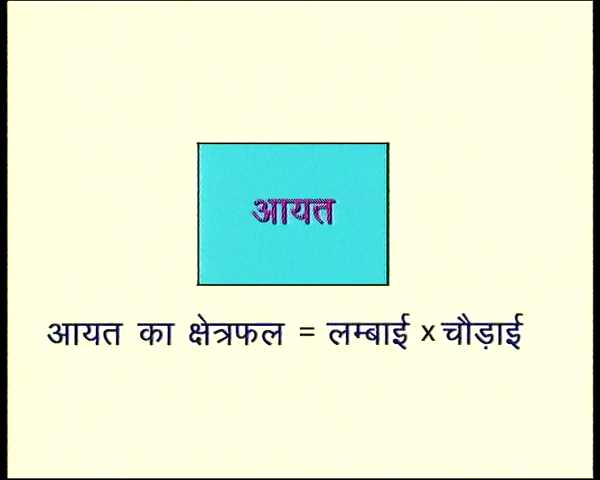 आयत
आयत का क्षेत्रफल = लम्बाई x चौड़ाई